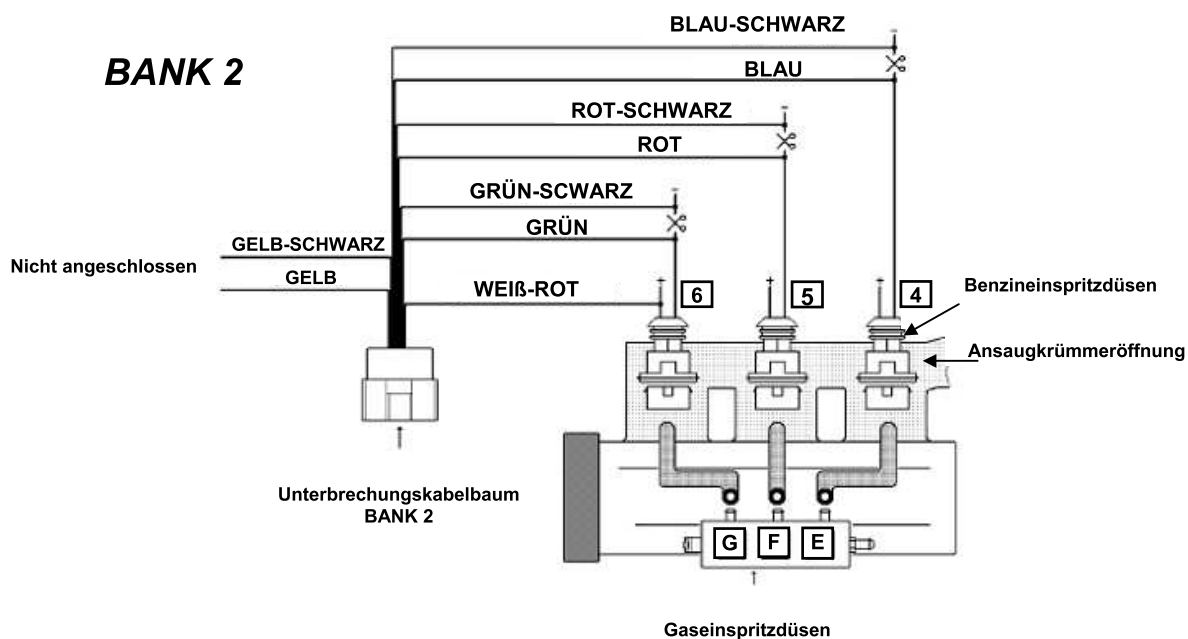 BLAU-SCHWARZ
BANK 2
BLAU
ROT-SCHWARZ
ROT
GRÜN-SCWARZ
GRÜN
GELB-SCHWARZ
Nicht angeschlossen
GELB
WEIß-ROT
6
5
4
Benzineinspritzdüsen
Ansaugkrümmeröffnung
Unterbrechungskabelbaum
BANK 2
G F E
Gaseinspritzdüsen